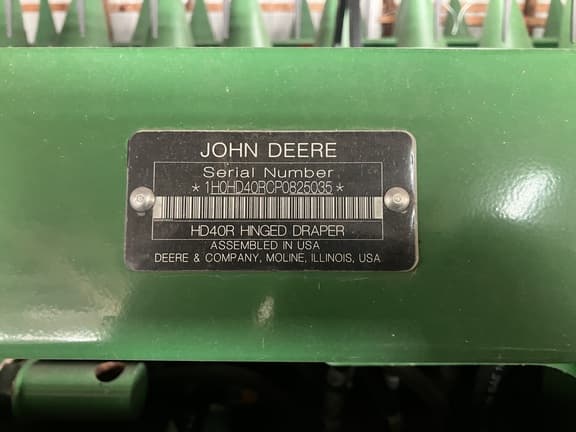 JOHN DEERE
Serial Number
*1H0HD40RCP0825035*
HD40R HINGED DRAPER
ASSEMBLED IN USA
DEERE & COMPANY, MOLINE, ILLINOIS, USA